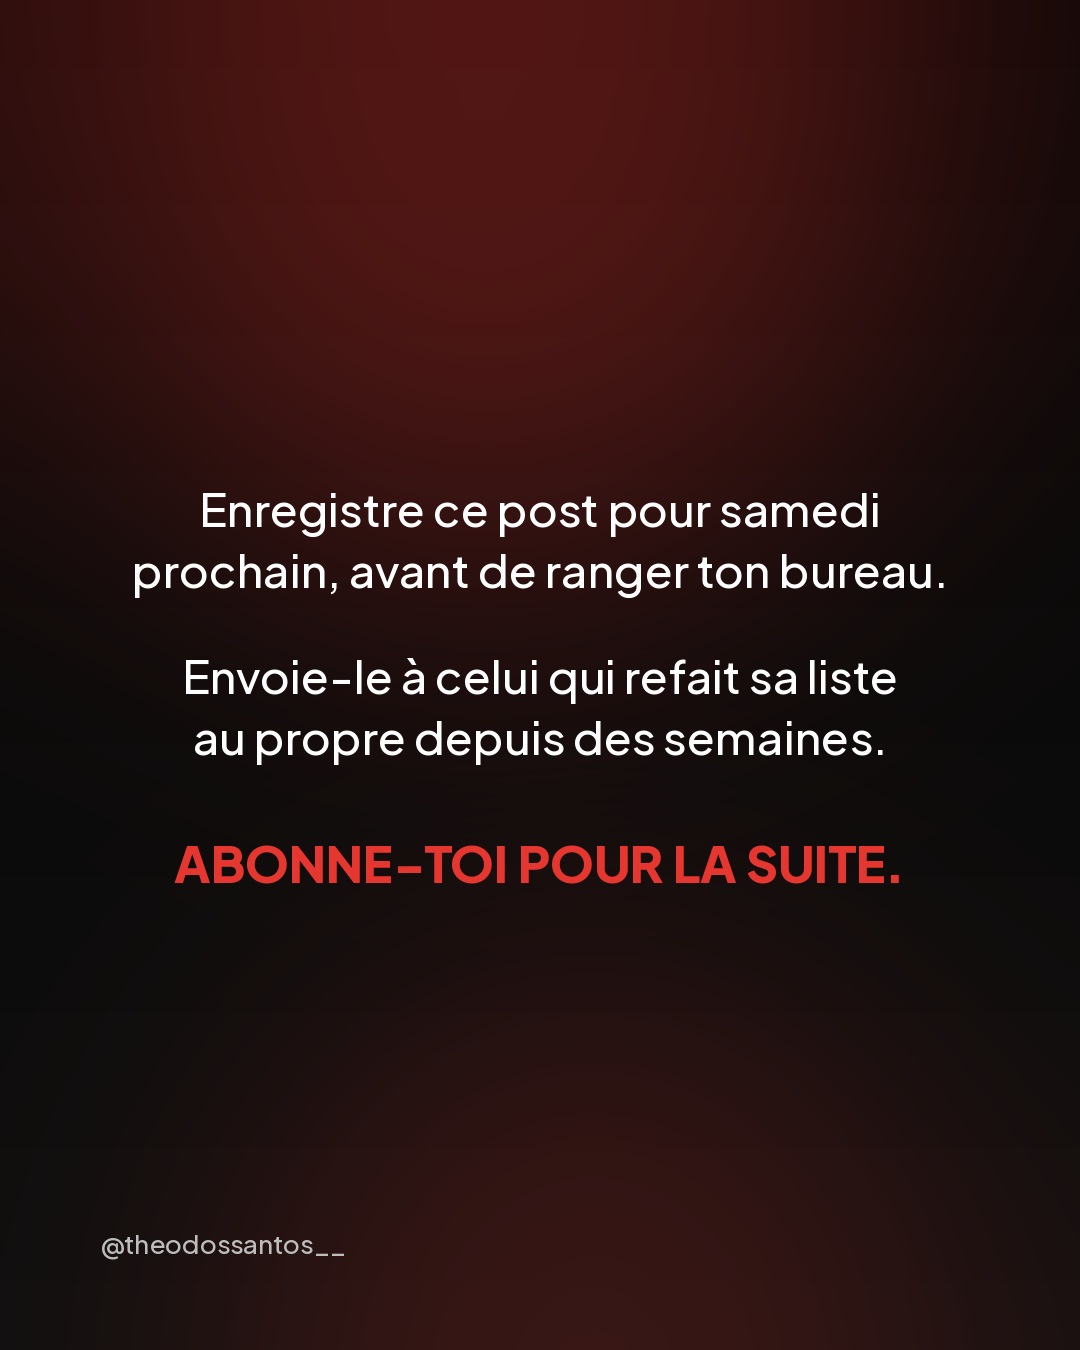 Enregistre ce post pour samedi
prochain, avant de ranger ton bureau.
Envoie-le à celui qui refait sa liste
au propre depuis des semaines.
ABONNE-TOI POUR LA SUITE.
@theodossantos__